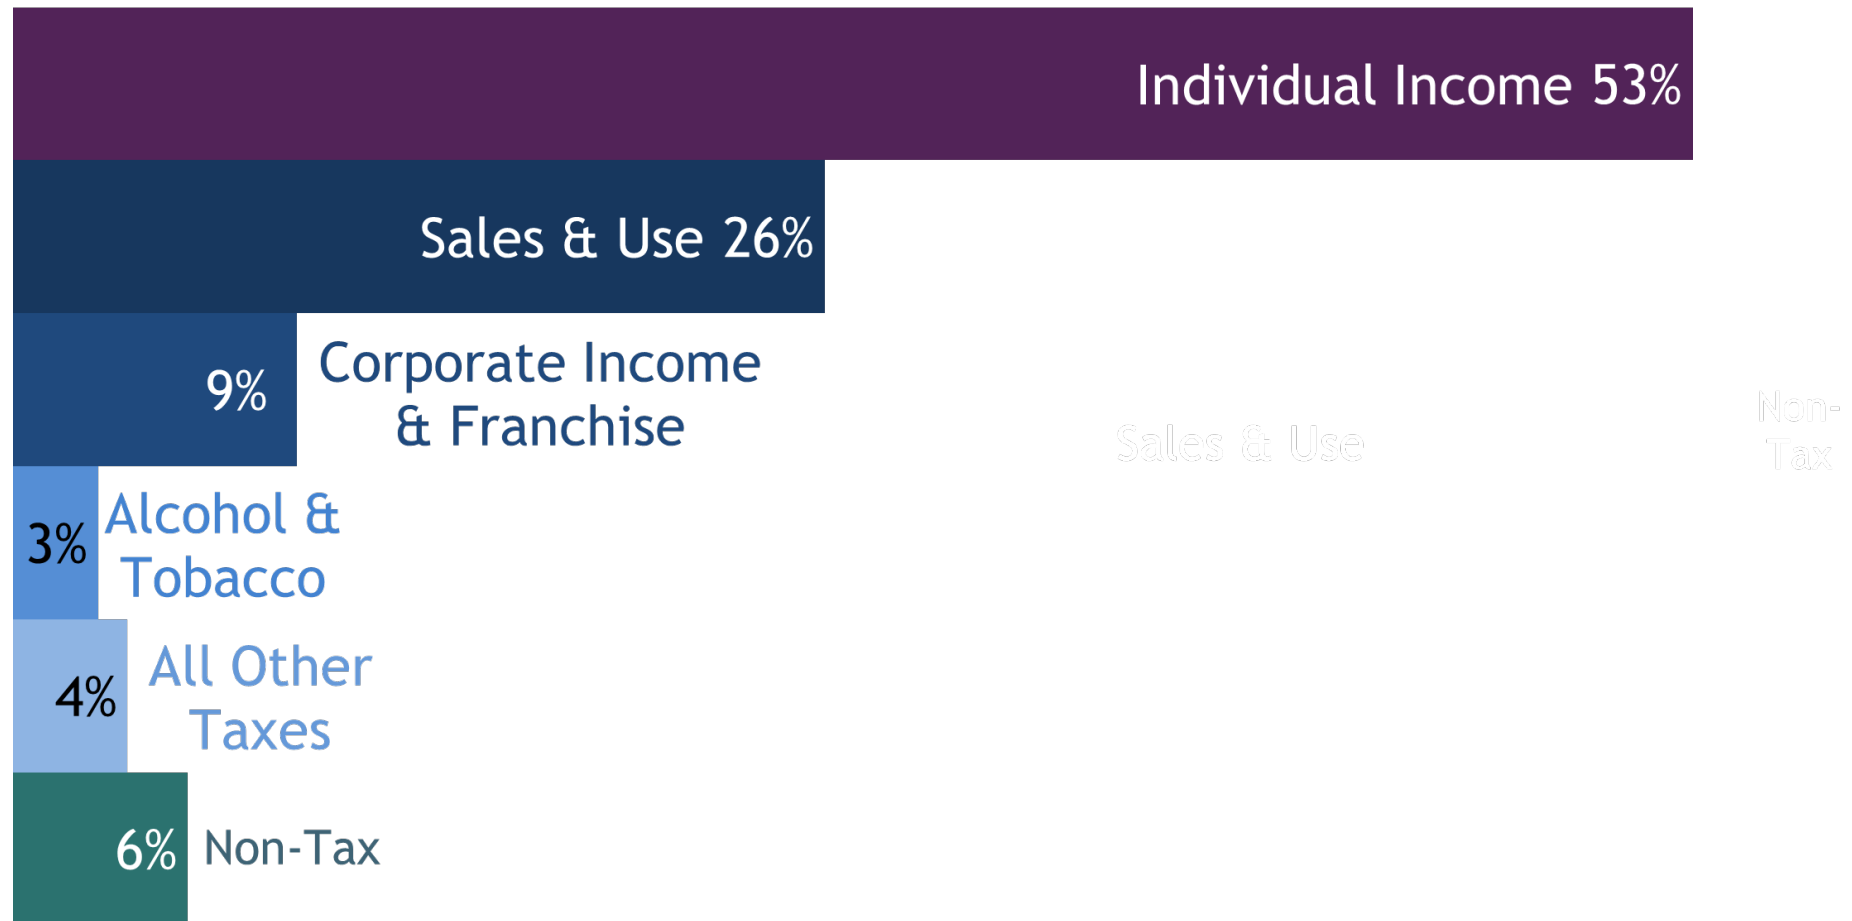 Individual Income 53%
Sales & Use 26%
9%
Corporate Income
& Franchise
Sales & Use
Non-
Tax
3%
Alcohol &
Tobacco
4%
All Other
Taxes
6%
Non-Tax